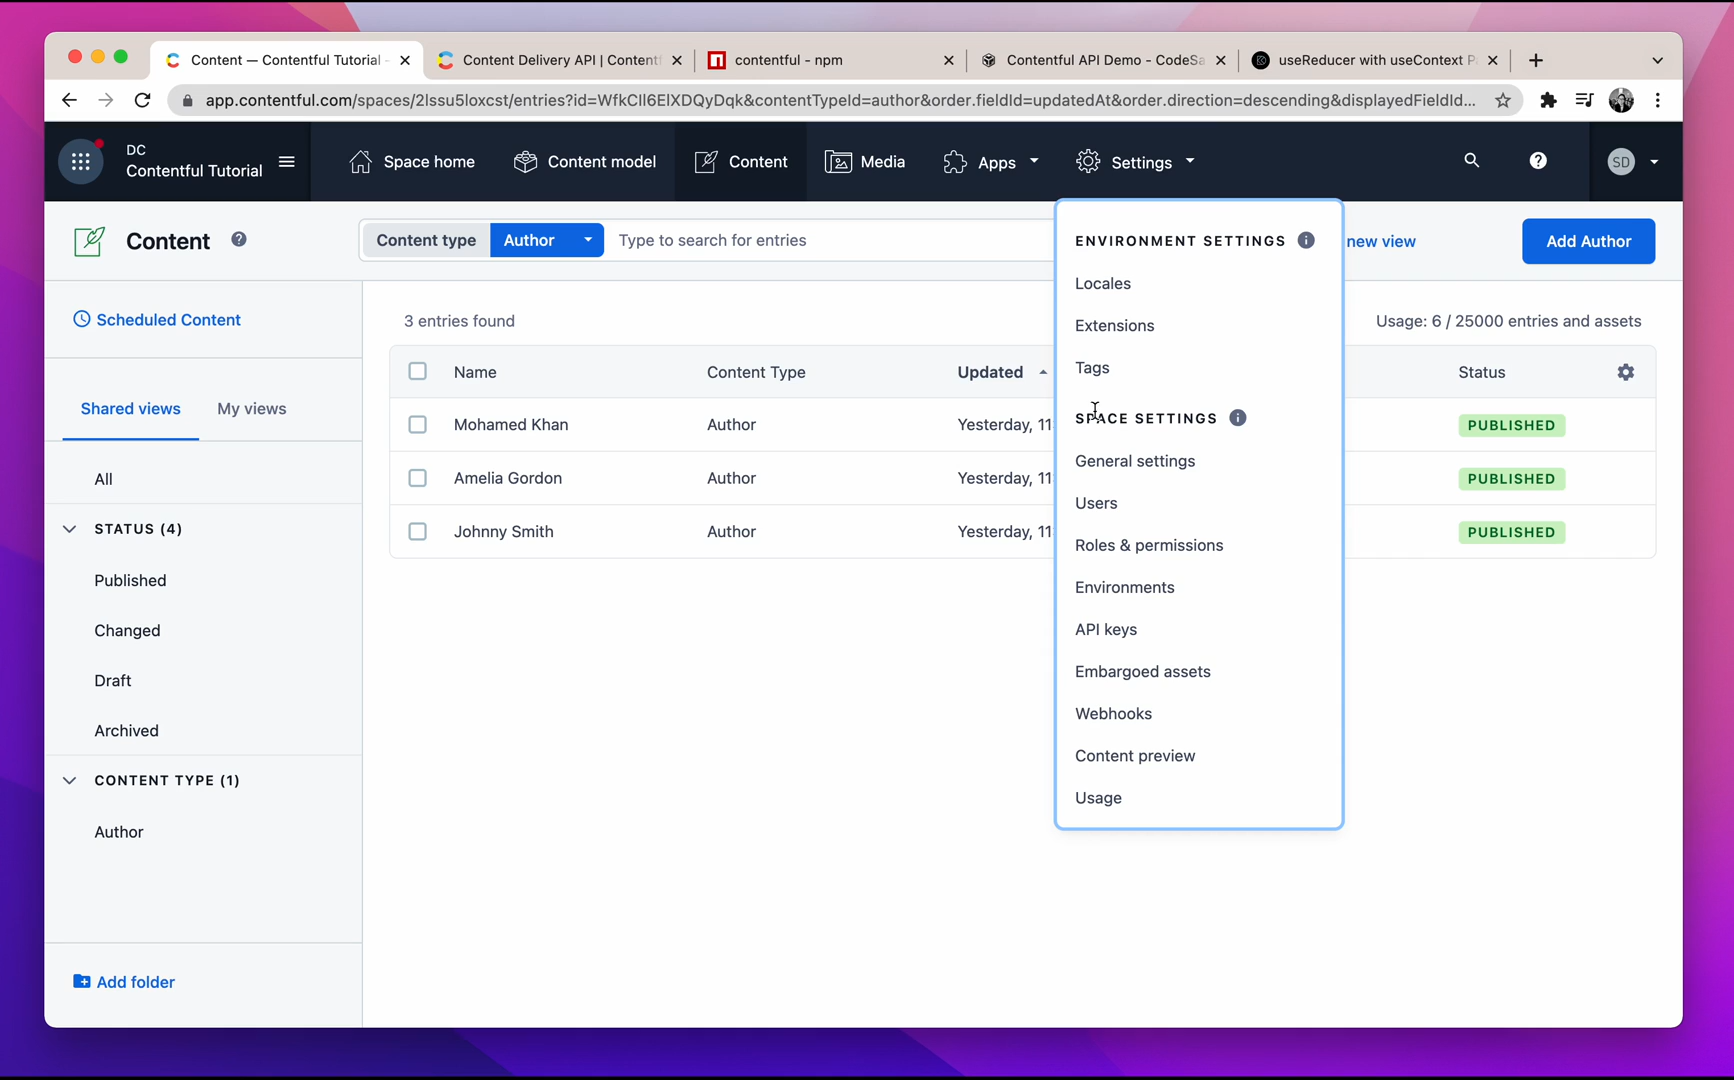 Content — Contentful Tutorial -
Content Delivery API | Contentf
contentful - npm
Contentful API Demo - CodeSa
useReducer with useContext P
app.contentful.com/spaces/2lssu5loxcst/entries?id=WfkCll6ElXDQyDqk&contentTypeId=author&order.fieldId=updatedAt&order.direction=descending&displayedFieldId...
DC
Contentful Tutorial
Space home
Content model
Content
Media
Apps
Settings
SD
Content
Content type
Author
Type to search for entries
new view
Add Author
ENVIRONMENT SETTINGS
Locales
Extensions
Tags
SPACE SETTINGS
General settings
Users
Roles & permissions
Environments
API keys
Embargoed assets
Webhooks
Content preview
Usage
Scheduled Content
Shared views
My views
All
STATUS (4)
Published
Changed
Draft
Archived
CONTENT TYPE (1)
Author
Add folder
3 entries found
Usage: 6 / 25000 entries and assets
Name Content Type Updated Status
Mohamed Khan Author Yesterday, 11: PUBLISHED
Amelia Gordon Author Yesterday, 11: PUBLISHED
Johnny Smith Author Yesterday, 11: PUBLISHED